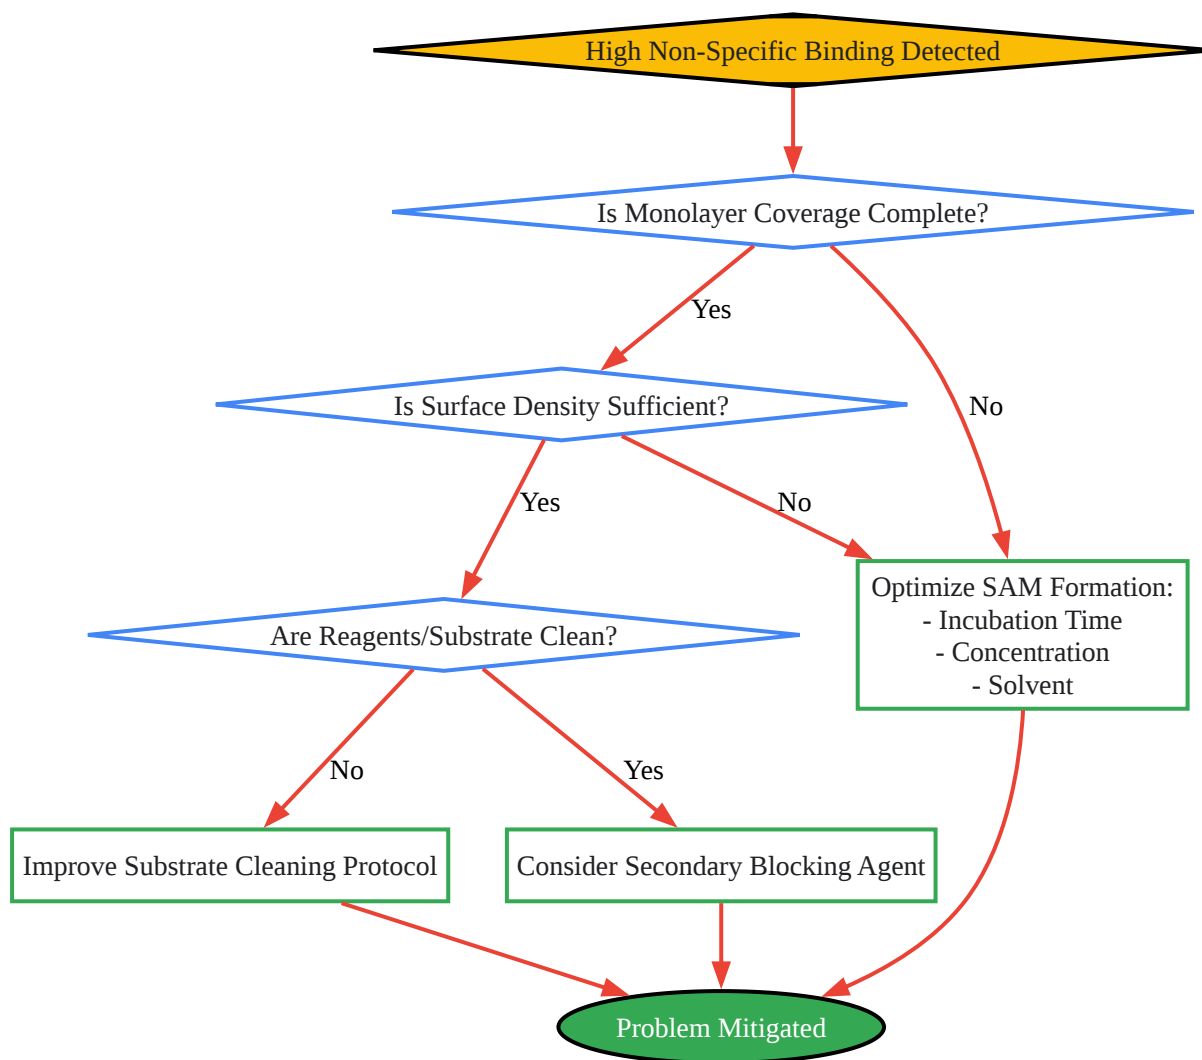 High Non-Specific Binding Detected
Is Monolayer Coverage Complete?
Yes
Is Surface Density Sufficient?
No
Yes
No
Optimize SAM Formation:
- Incubation Time
- Concentration
- Solvent
Are Reagents/Substrate Clean?
No
Yes
Improve Substrate Cleaning Protocol
Consider Secondary Blocking Agent
Problem Mitigated